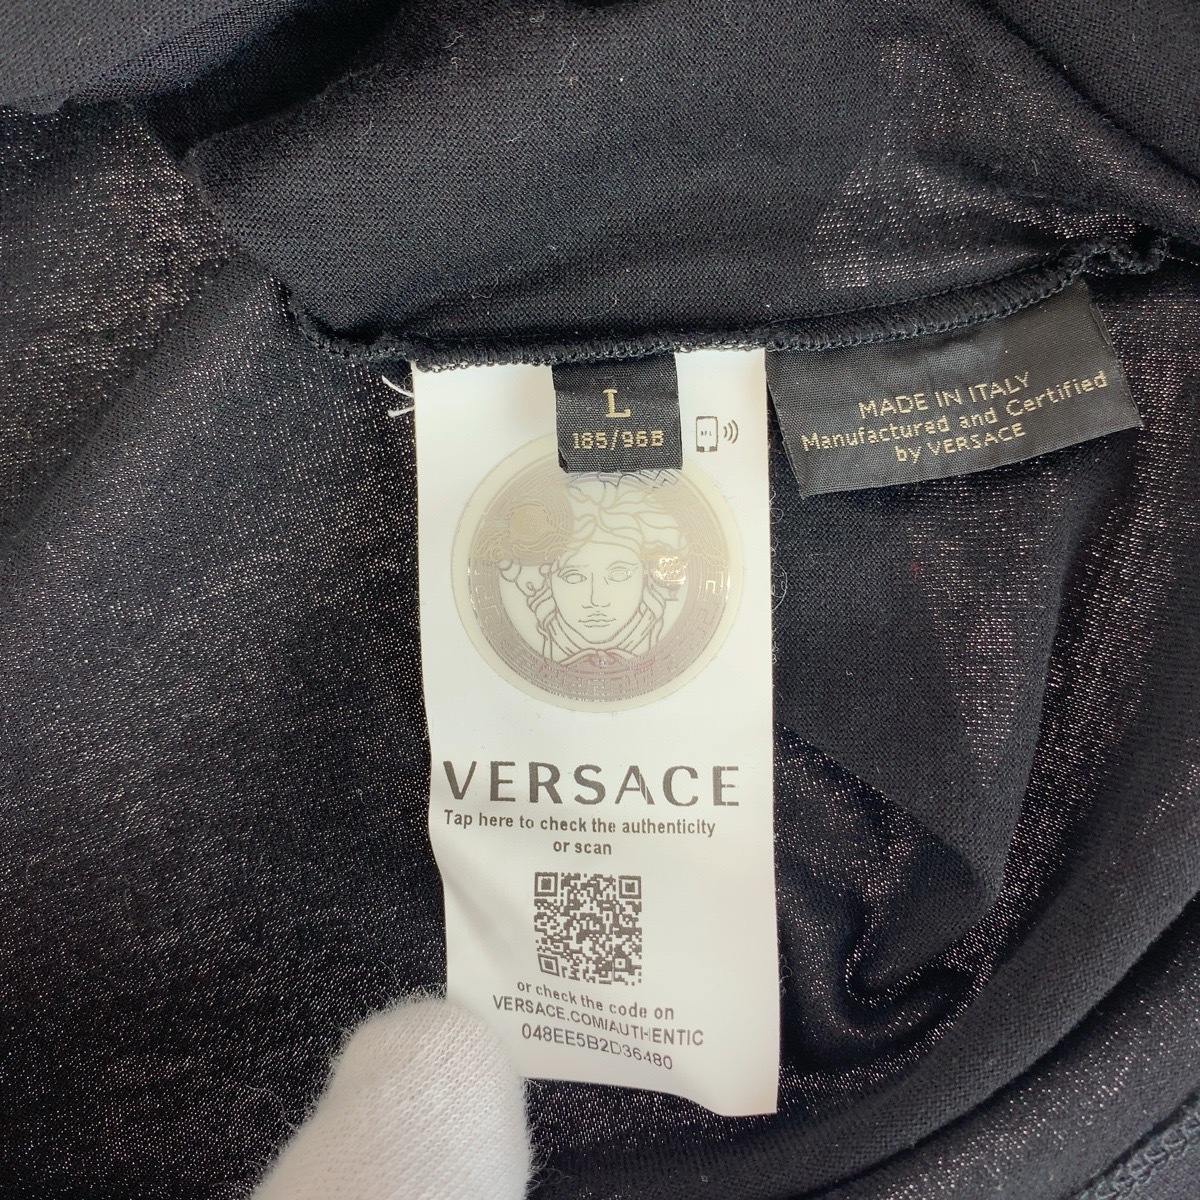 L
185/96B
MADE IN ITALY
Manufactured and Certified
by VERSACE
VERSACE
Tap here to check the authenticity
or scan
or check the code on
VERSACE.COM/AUTHENTIC
048EE5B2D36480